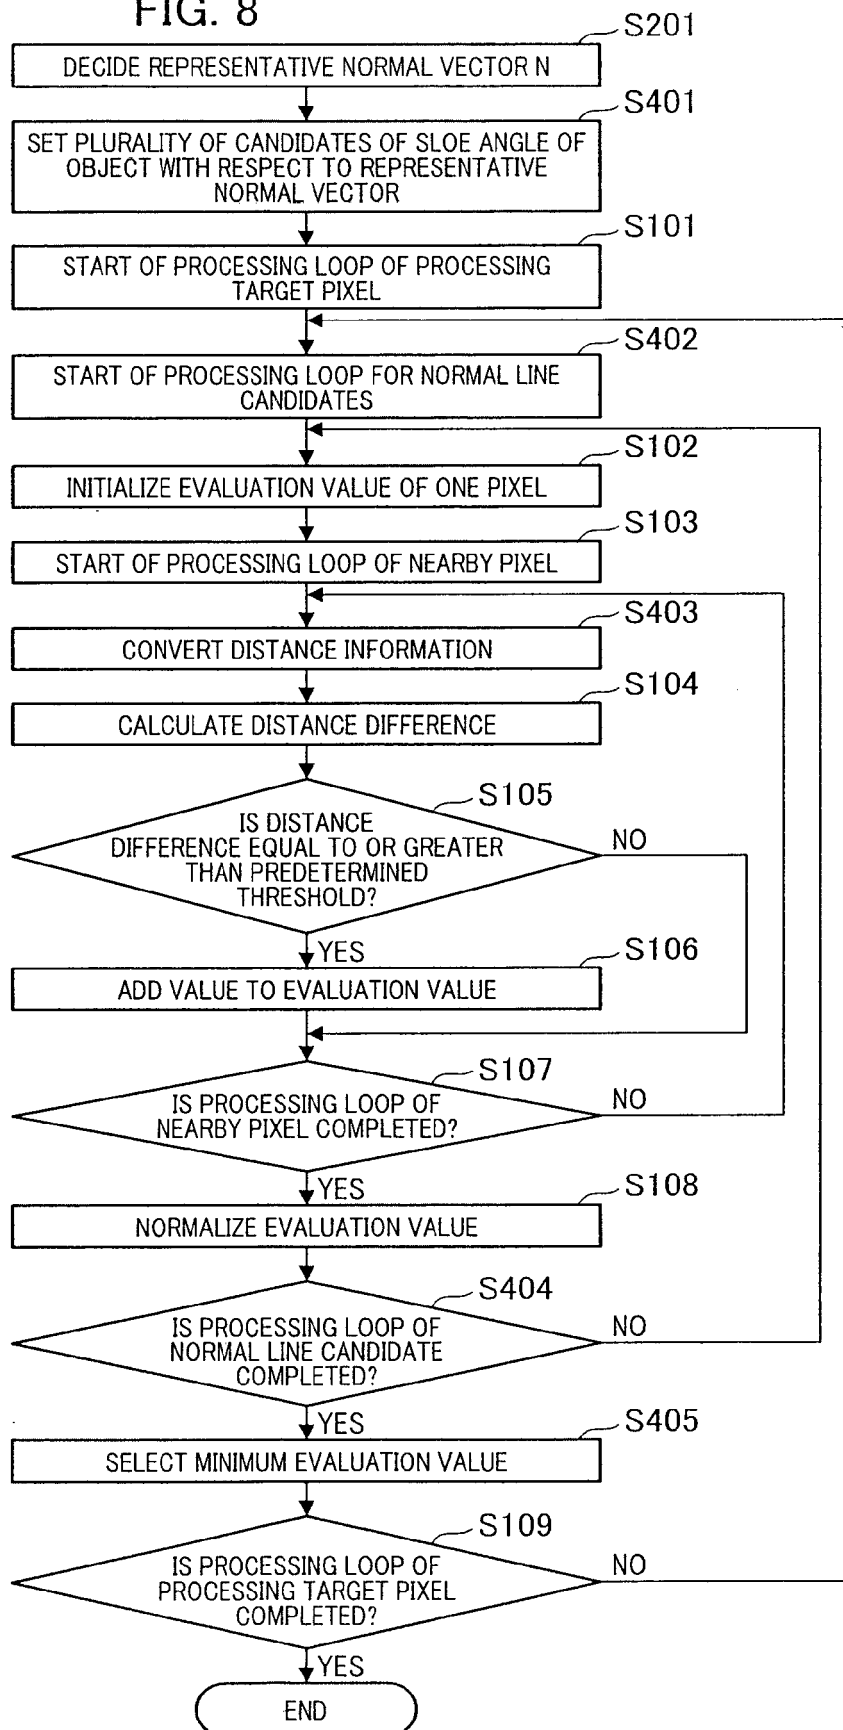 FIG. 8
S201
DECIDE REPRESENTATIVE NORMAL VECTOR N
S401
SET PLURALITY OF CANDIDATES OF SLOE ANGLE OF
OBJECT WITH RESPECT TO REPRESENTATIVE
NORMAL VECTOR
S101
START OF PROCESSING LOOP OF PROCESSING
TARGET PIXEL
S402
START OF PROCESSING LOOP FOR NORMAL LINE
CANDIDATES
S102
INITIALIZE EVALUATION VALUE OF ONE PIXEL
S103
START OF PROCESSING LOOP OF NEARBY PIXEL
S403
CONVERT DISTANCE INFORMATION
S104
CALCULATE DISTANCE DIFFERENCE
S105
IS DISTANCE
DIFFERENCE EQUAL TO OR GREATER
THAN PREDETERMINED
THRESHOLD?
NO
YES
S106
ADD VALUE TO EVALUATION VALUE
S107
IS PROCESSING LOOP OF
NEARBY PIXEL COMPLETED?
NO
YES
S108
NORMALIZE EVALUATION VALUE
S404
IS PROCESSING LOOP OF
NORMAL LINE CANDIDATE
COMPLETED?
NO
YES
S405
SELECT MINIMUM EVALUATION VALUE
S109
IS PROCESSING LOOP OF
PROCESSING TARGET PIXEL
COMPLETED?
NO
YES
END